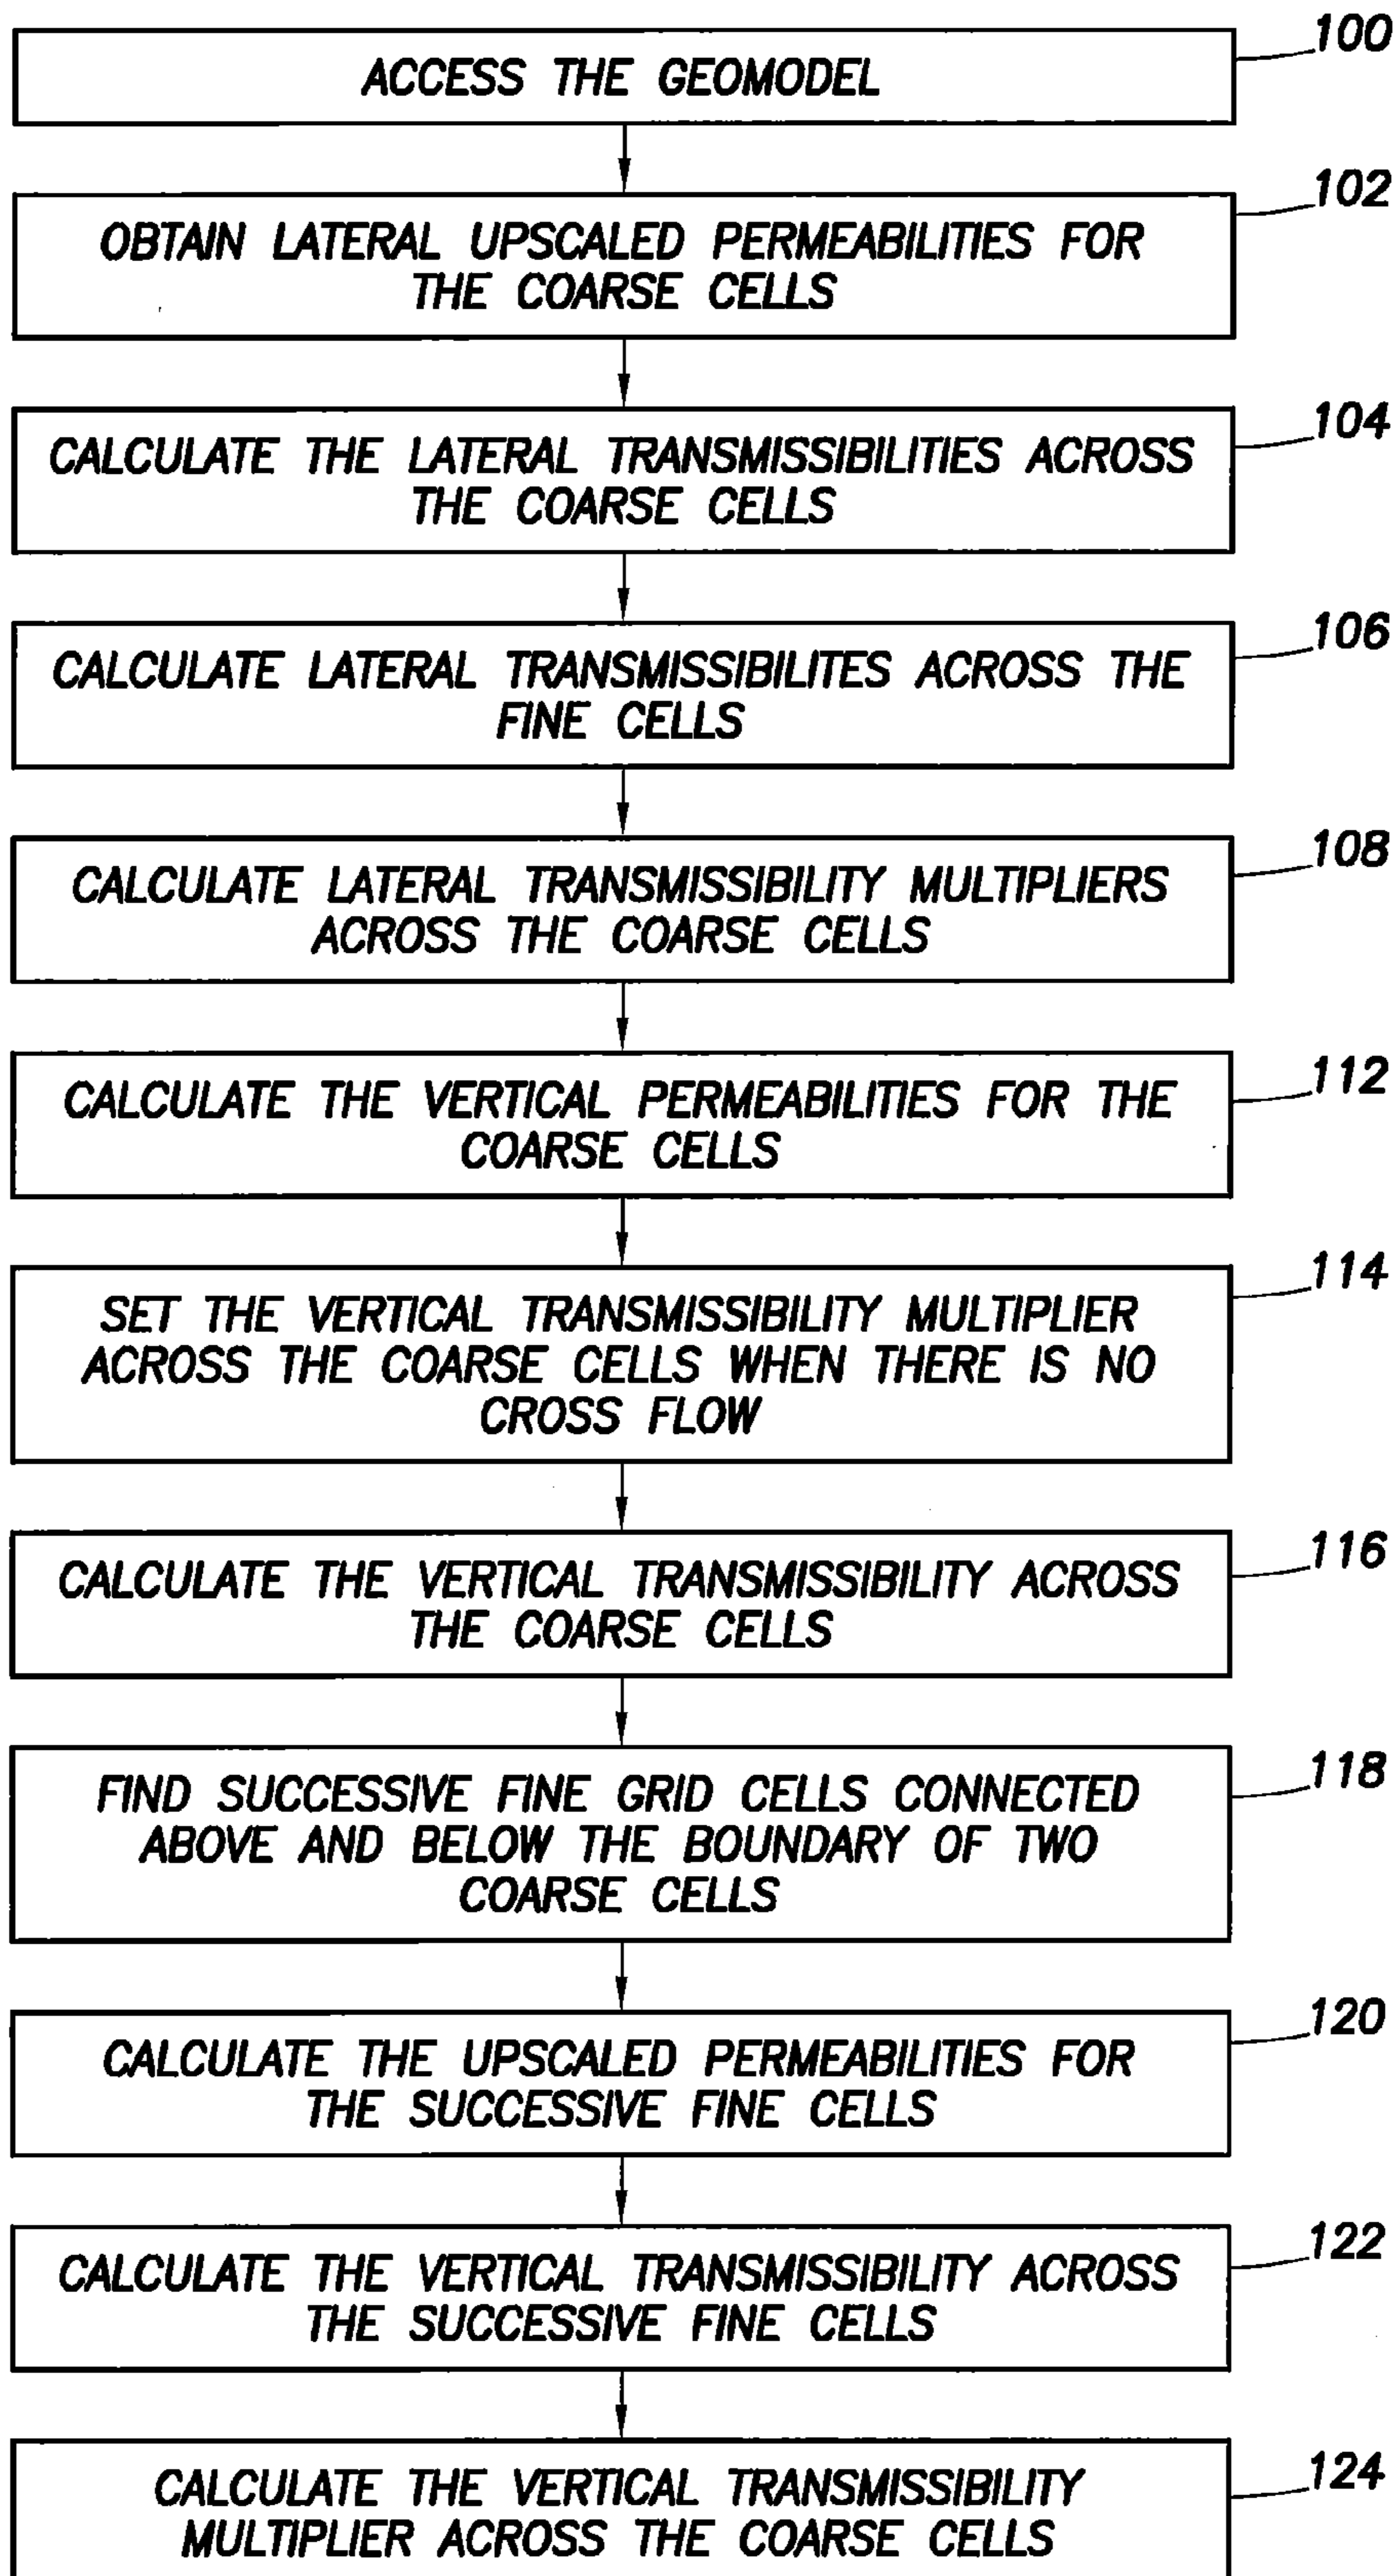 100
ACCESS THE GEOMODEL
102
OBTAIN LATERAL UPSCALED PERMEABILITIES FOR
THE COARSE CELLS
104
CALCULATE THE LATERAL TRANSMISSIBILITIES ACROSS
THE COARSE CELLS
106
CALCULATE LATERAL TRANSMISSIBILITES ACROSS THE
FINE CELLS
108
CALCULATE LATERAL TRANSMISSIBILITY MULTIPLIERS
ACROSS THE COARSE CELLS
112
CALCULATE THE VERTICAL PERMEABILITIES FOR THE
COARSE CELLS
114
SET THE VERTICAL TRANSMISSIBILITY MULTIPLIER
ACROSS THE COARSE CELLS WHEN THERE IS NO
CROSS FLOW
116
CALCULATE THE VERTICAL TRANSMISSIBILITY ACROSS
THE COARSE CELLS
118
FIND SUCCESSIVE FINE GRID CELLS CONNECTED
ABOVE AND BELOW THE BOUNDARY OF TWO
COARSE CELLS
120
CALCULATE THE UPSCALED PERMEABILITIES FOR
THE SUCCESSIVE FINE CELLS
122
CALCULATE THE VERTICAL TRANSMISSIBILITY ACROSS
THE SUCCESSIVE FINE CELLS
124
CALCULATE THE VERTICAL TRANSMISSIBILITY
MULTIPLIER ACROSS THE COARSE CELLS